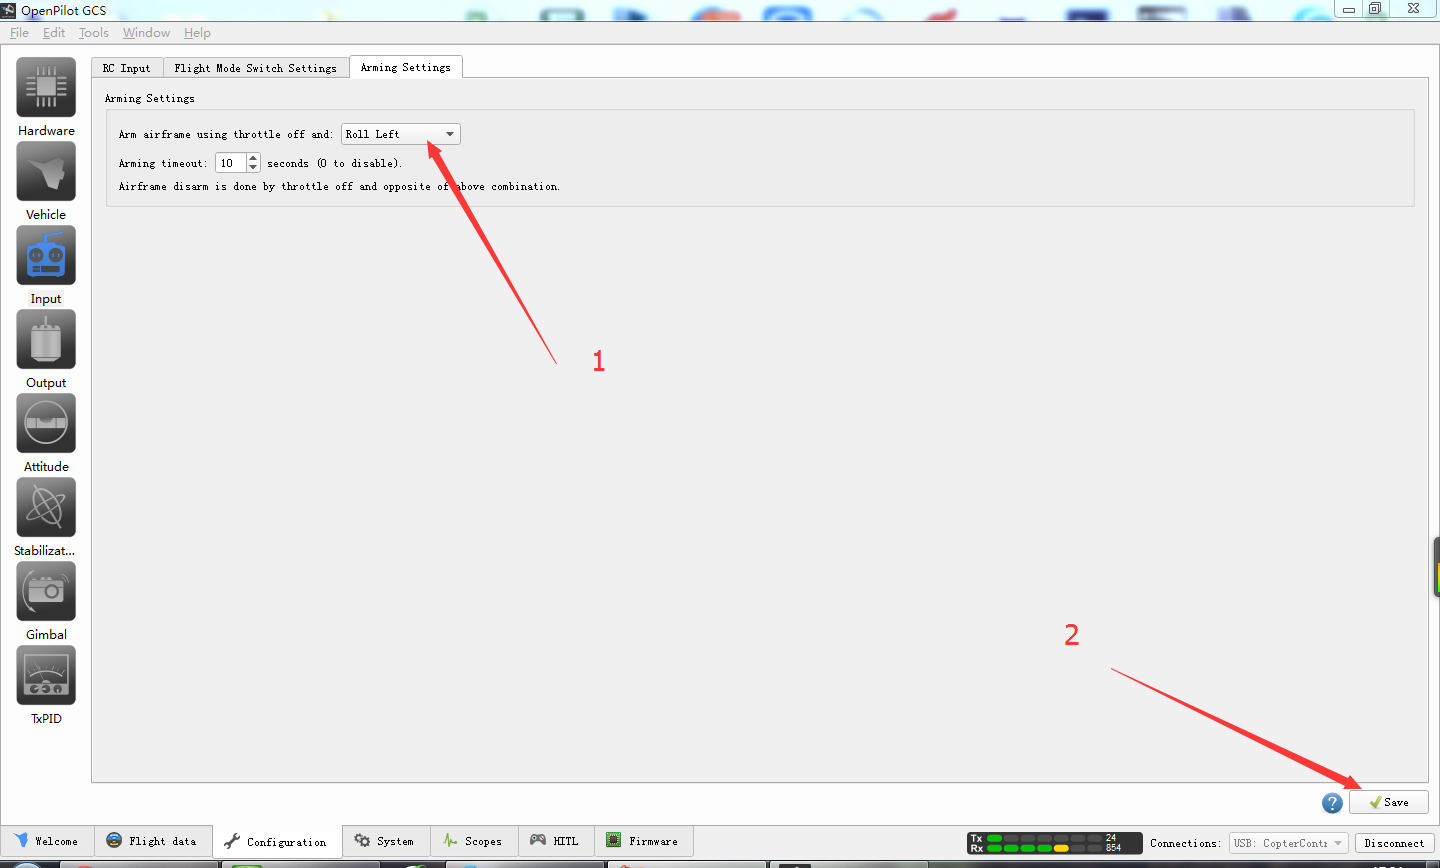 OpenPilot GCS
File Edit Tools Window Help
RC Input Flight Mode Switch Settings Arming Settings
Arming Settings
Arm airframe using throttle off and: Roll Left
Arming timeout: 10 seconds (0 to disable).
Airframe disarm is done by throttle off and opposite of above combination.
Hardware
Vehicle
Input
Output
Attitude
Stabilizat...
Gimbal
TxPID
1
2
? Save
Welcome Flight data Configuration System Scopes HITL Firmware
Tx 24
Rx 854
Connections: USB: CopterContr Disconnect